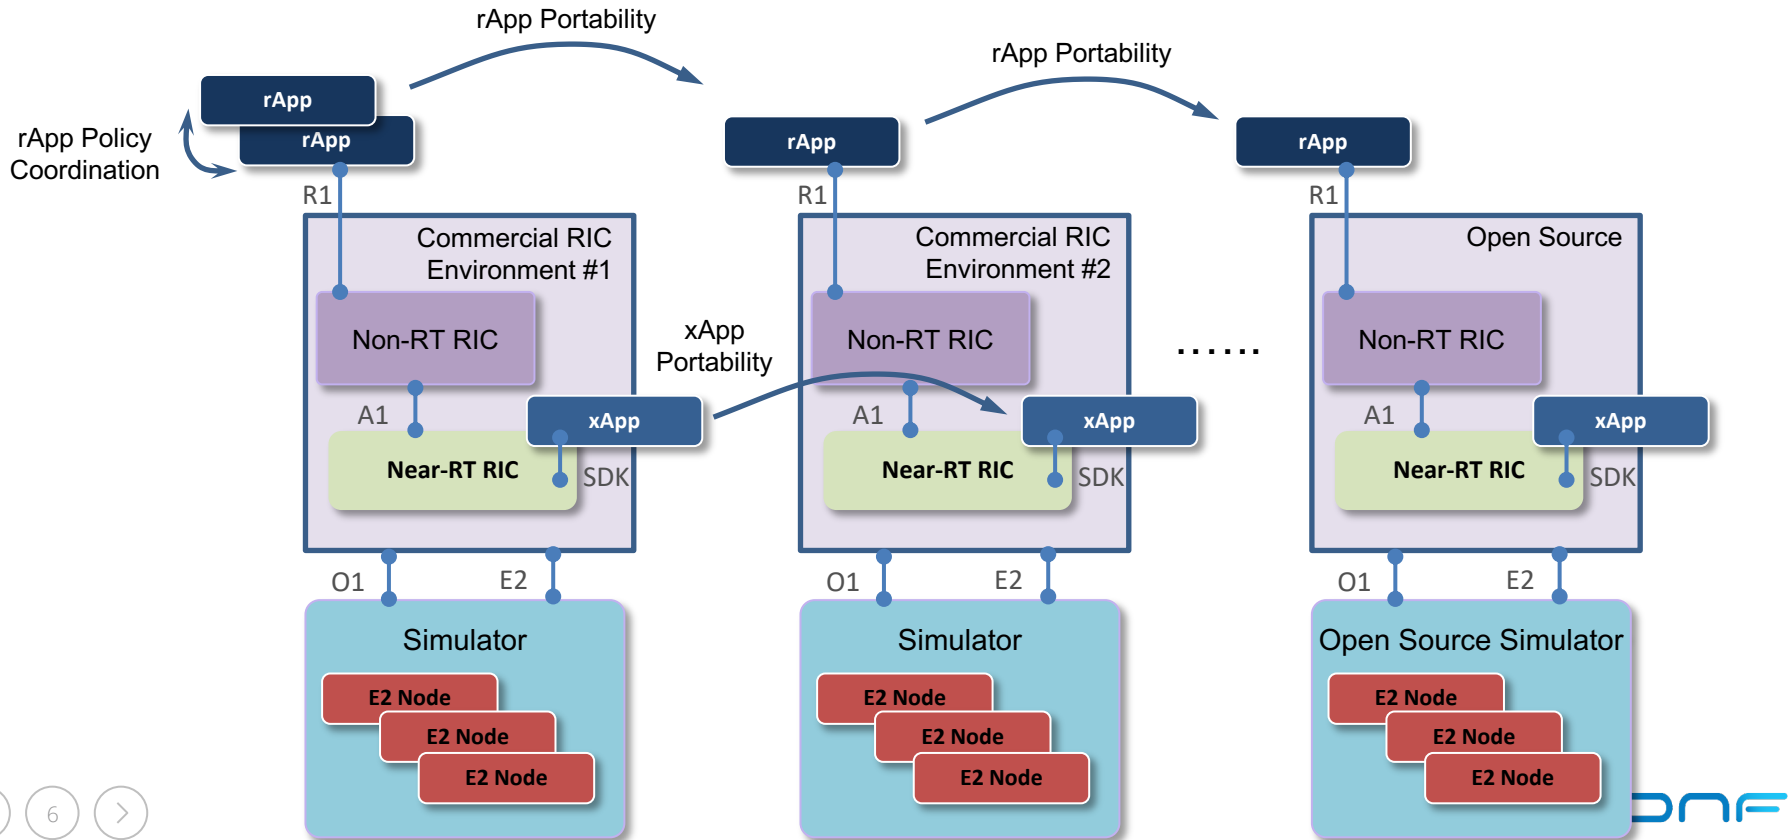 rApp Portability
rApp Portability
rApp
rApp
rApp Policy
Coordination
rApp
rApp
R1
R1
R1
Commercial RIC
Environment #1
Commercial RIC
Environment #2
Open Source
Non-RT RIC
xApp
Portability
Non-RT RIC
......
Non-RT RIC
A1
xApp
A1
xApp
A1
xApp
Near-RT RIC
SDK
Near-RT RIC
SDK
Near-RT RIC
SDK
O1
E2
O1
E2
O1
E2
Simulator
E2 Node
E2 Node
E2 Node
Simulator
E2 Node
E2 Node
E2 Node
Open Source Simulator
E2 Node
E2 Node
E2 Node
6